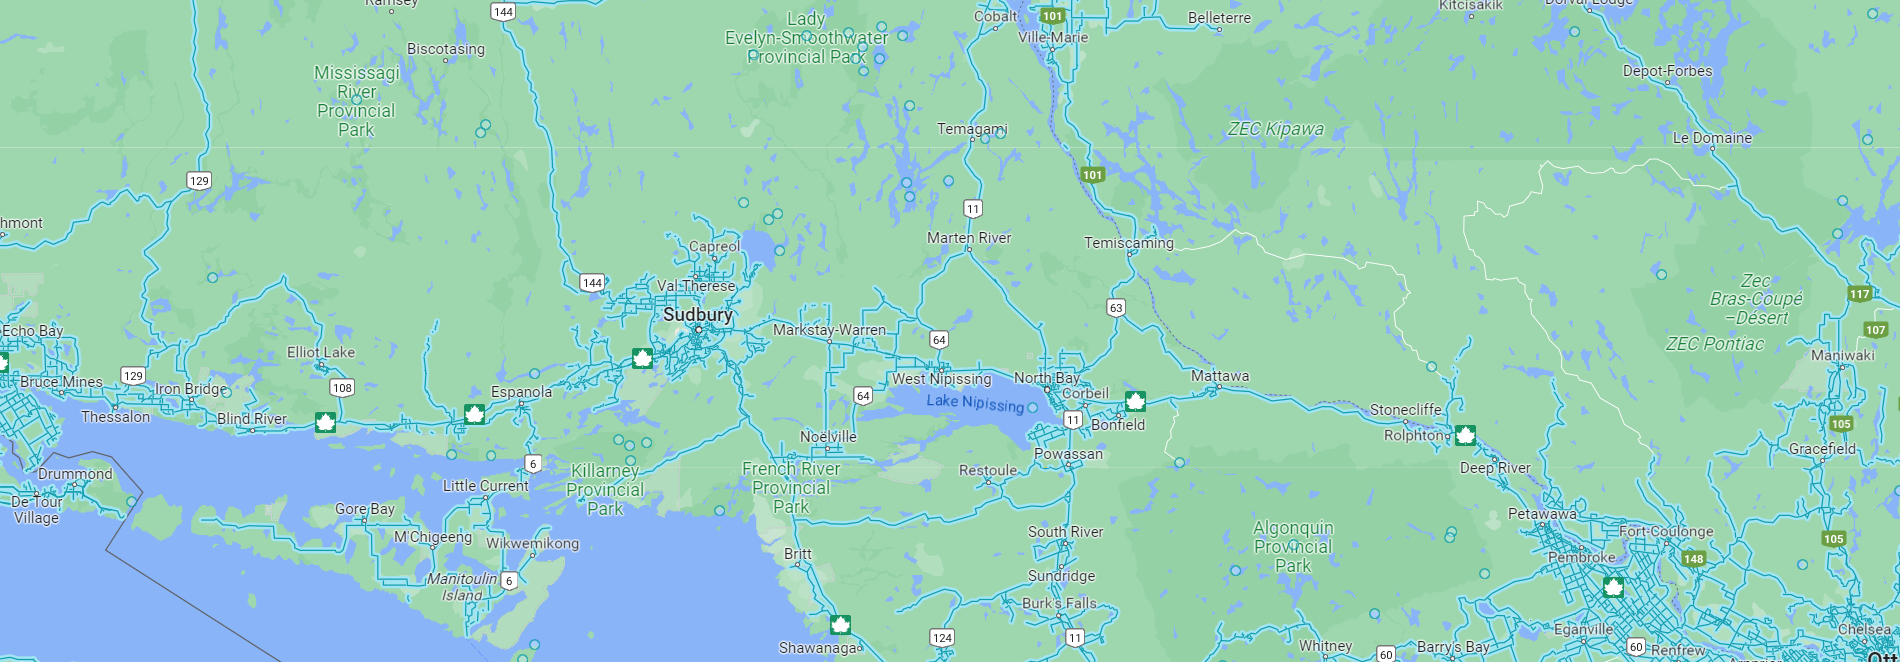 Ramsey
144
Cobalt
101
Ville-Marie
Belleterre
Kitcisakik
Dorval-Lodge
Biscotasing
Lady
Evelyn-Smoothwater
Provincial Park
Mississagi
River
Provincial
Park
Depot-Forbes
Temagami
ZEC Kipawa
Le Domaine
129
101
11
hmont
Marten River
Temiscaming
Capreol
144
Val Therese
Sudbury
63
Zec
Bras-Coupé
–Désert
117
107
ZEC Pontiac
Maniwaki
Echo Bay
Markstay-Warren
64
Elliot Lake
129
Bruce Mines
Iron Bridge
108
Espanola
64
West Nipissing
North Bay
Corbeil
Mattawa
Lake Nipissing
Thessalon
Blind River
11
Bonfield
Stonecliffe
Rolphton
105
Noëlville
Powassan
Gracefield
6
Restoule
Deep River
Drummond
De Tour
Village
Killarney
Provincial
Park
French River
Provincial
Park
Little Current
Gore Bay
M'Chigeeng
Wikwemikong
South River
Algonquin
Provincial
Park
Petawawa
Fort-Coulonge
105
Britt
Pembroke
148
Manitoulin
Island
6
Sundridge
Burk's Falls
124
11
Eganville
Chelsea
Shawanaga
Whitney
60
Barry's Bay
60
Renfrew
Arnprior
Ott